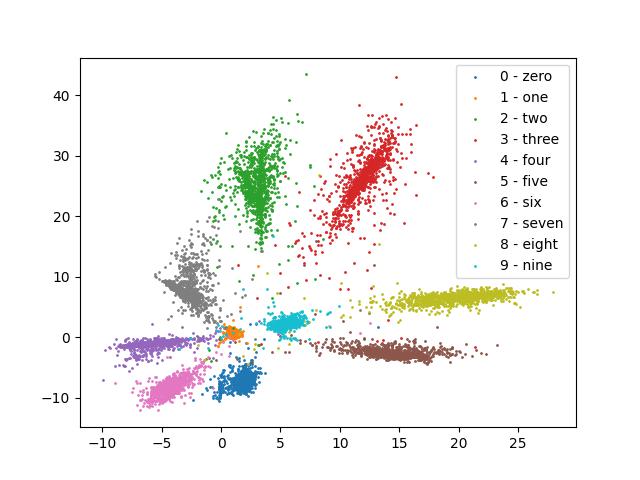 0 - zero
1 - one
2 - two
3 - three
4 - four
5 - five
6 - six
7 - seven
8 - eight
9 - nine
40
30
20
10
0
−10
−10 −5 0 5 10 15 20 25